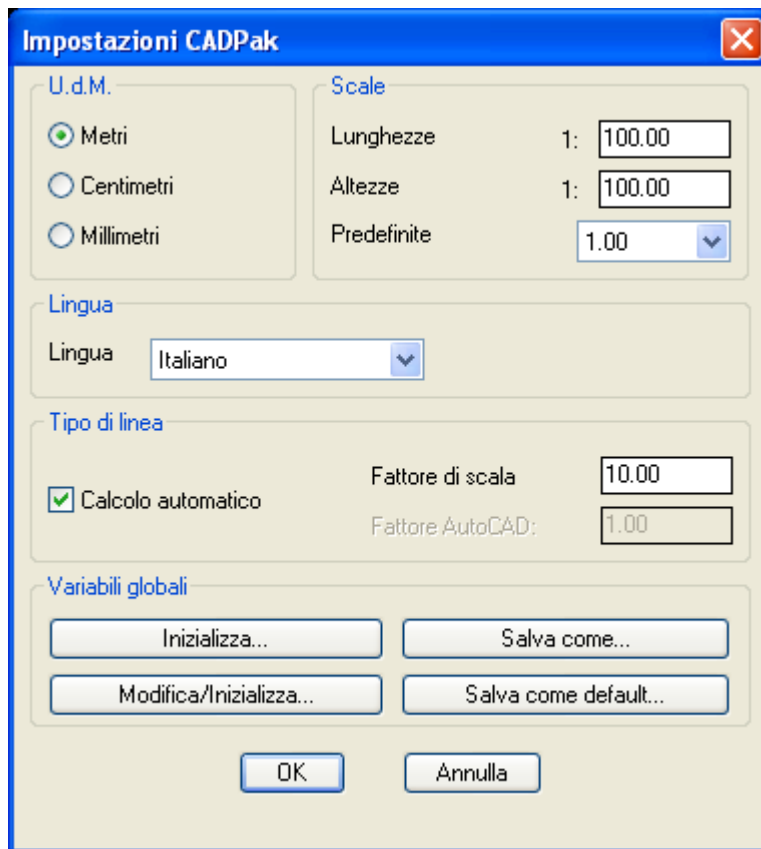 Impostazioni CADPak
U.d.M.
Metri
Centimetri
Millimetri
Scale
Lunghezze 1: 100.00
Altezze 1: 100.00
Predefinite 1.00
Lingua
Lingua Italiano
Tipo di linea
Calcolo automatico
Fattore di scala 10.00
Fattore AutoCAD: 1.00
Variabili globali
Inizializza... Salva come...
Modifica/Inizializza... Salva come default...
OK Annulla